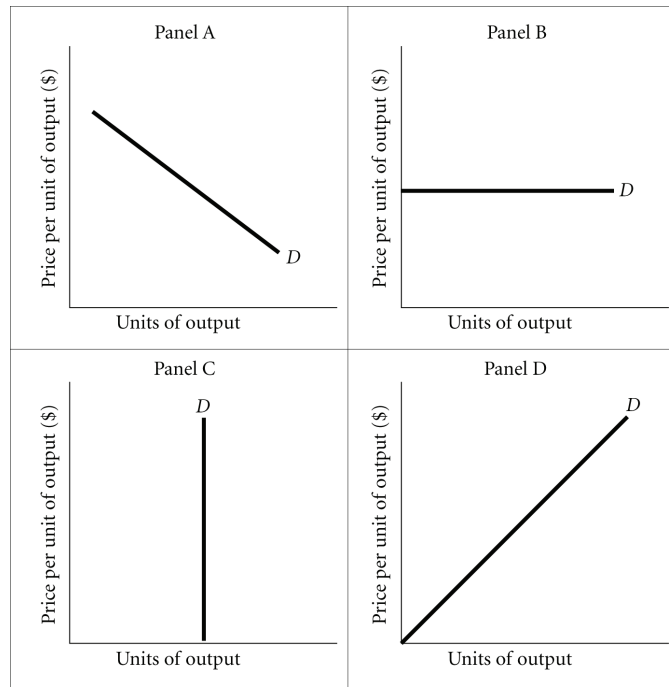 Panel A
Price per unit of output ($)
D
Units of output
Panel B
Price per unit of output ($)
D
Units of output
Panel C
Price per unit of output ($)
D
Units of output
Panel D
Price per unit of output ($)
D
Units of output